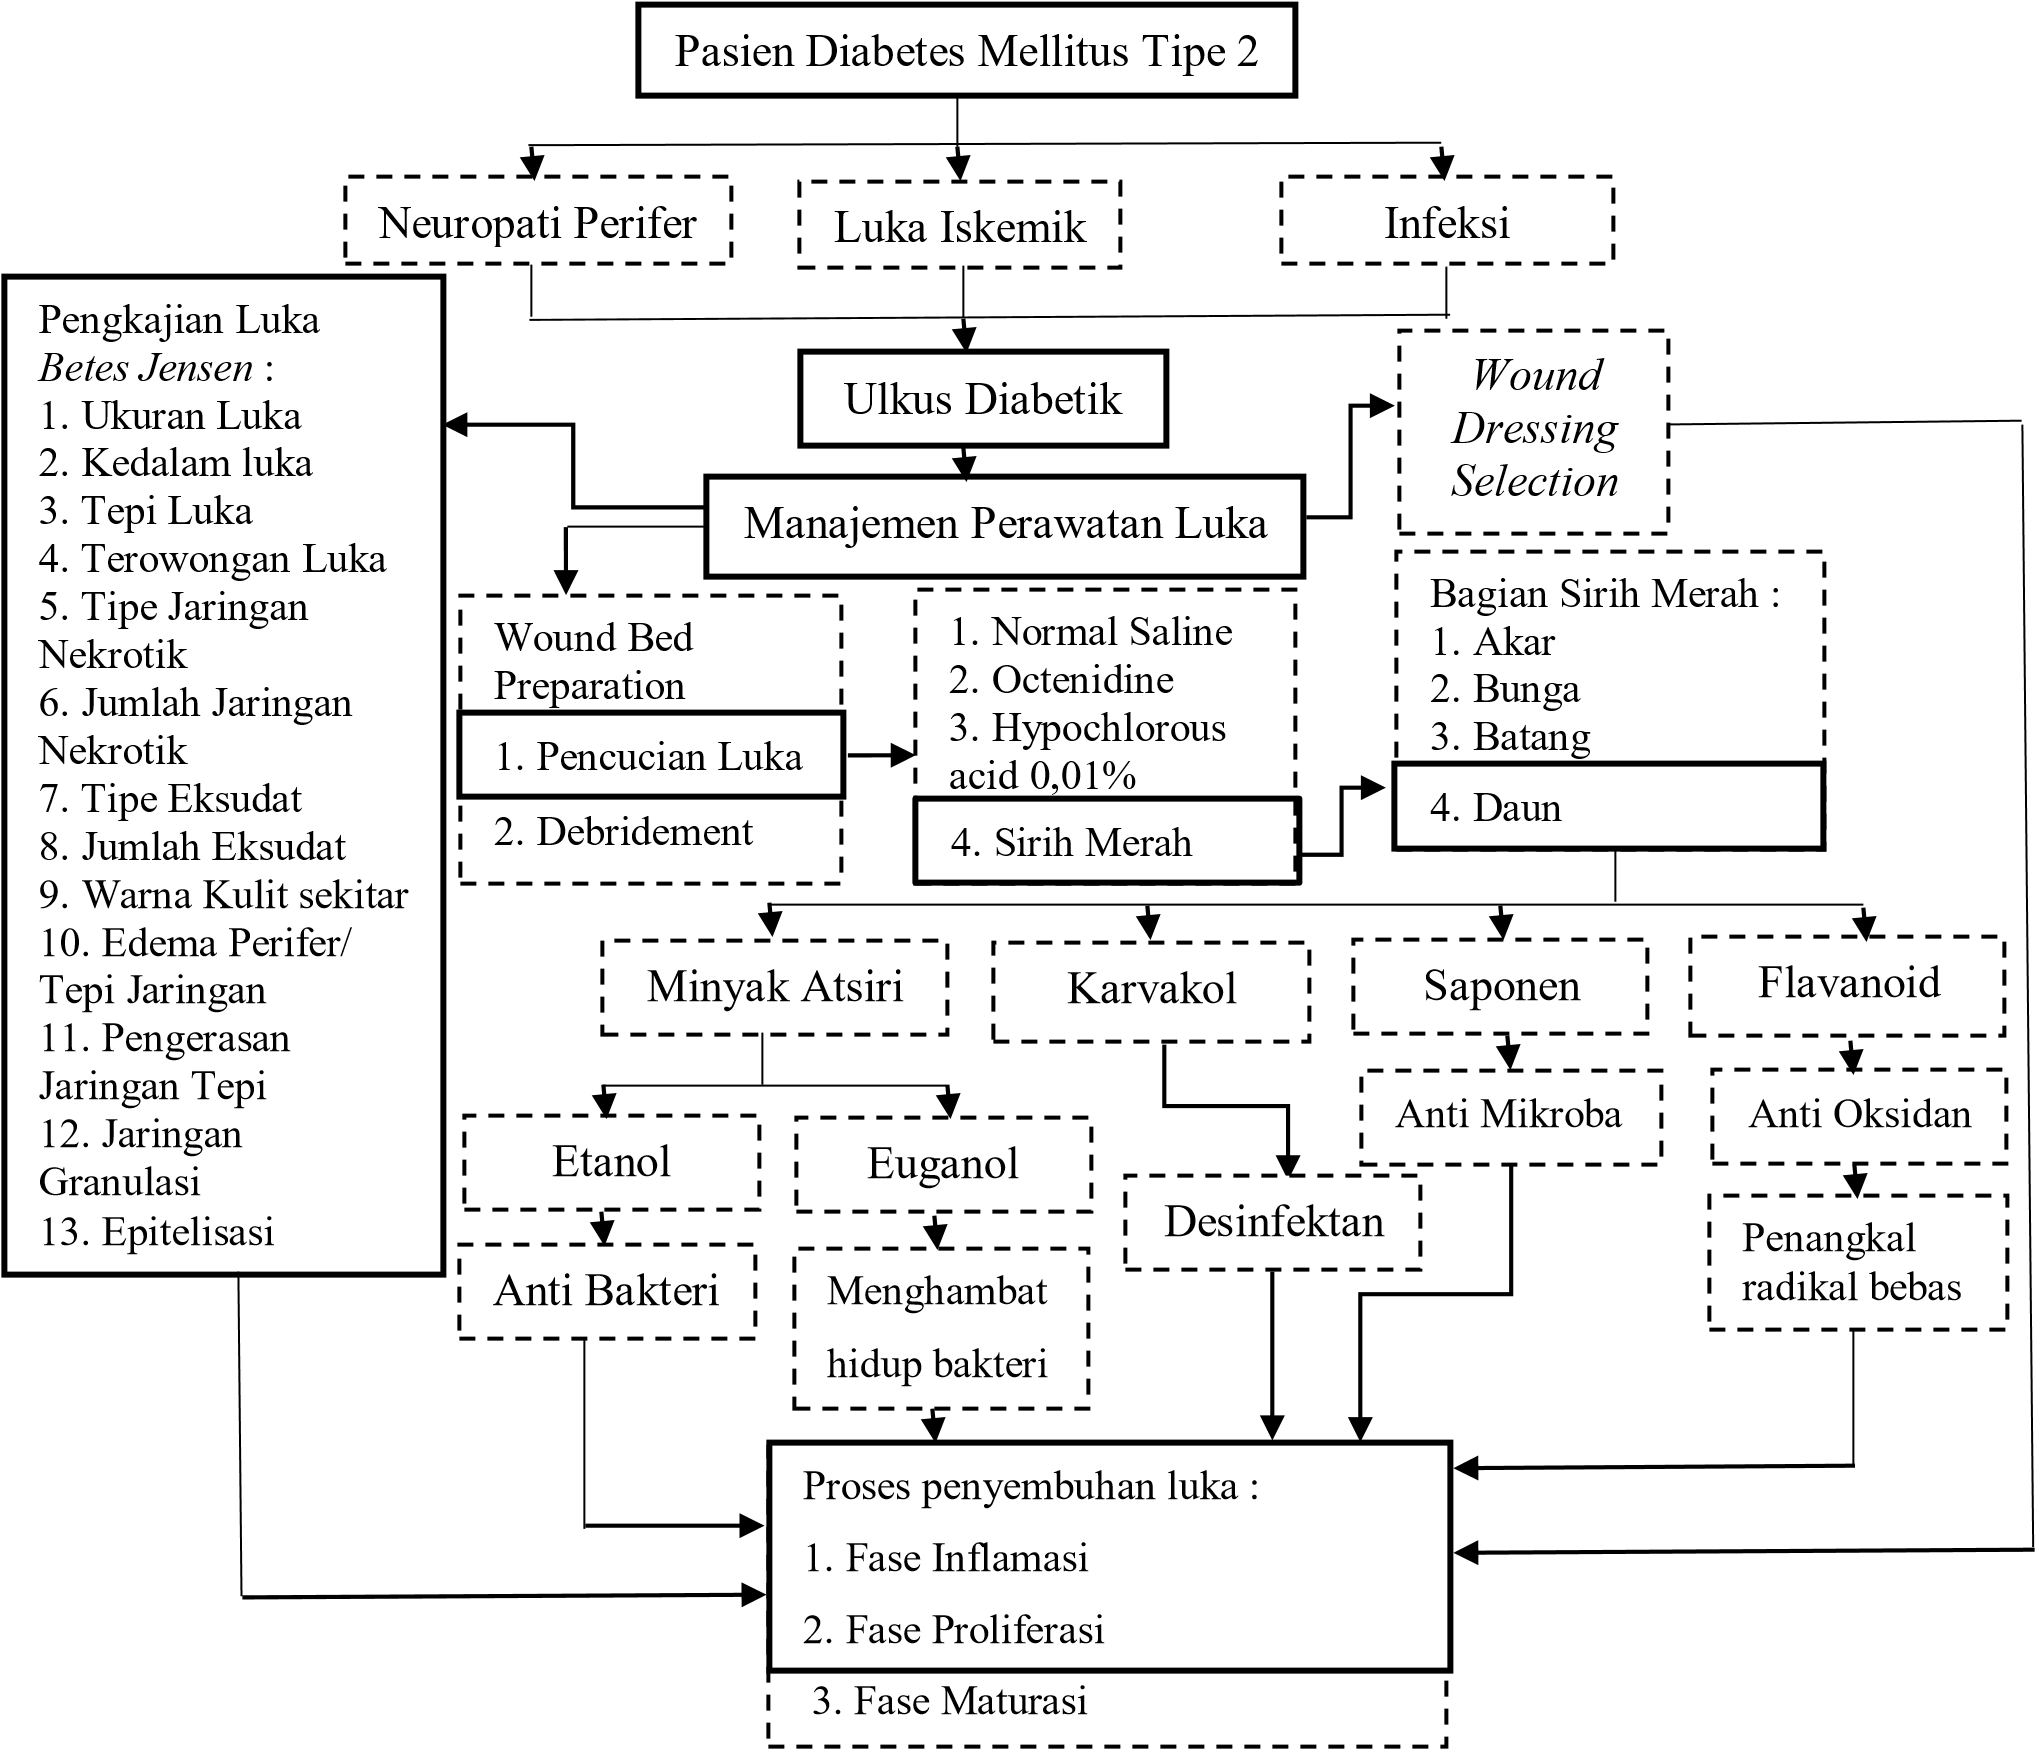 Pasien Diabetes Mellitus Tipe 2
Neuropati Perifer
Luka Iskemik
Infeksi
Pengkajian Luka
Betes Jensen :
1. Ukuran Luka
2. Kedalam luka
3. Tepi Luka
4. Terowongan Luka
5. Tipe Jaringan
Nekrotik
6. Jumlah Jaringan
Nekrotik
7. Tipe Eksudat
8. Jumlah Eksudat
9. Warna Kulit sekitar
10. Edema Perifer/
Tepi Jaringan
11. Pengerasan
Jaringan Tepi
12. Jaringan
Granulasi
13. Epitelisasi
Ulkus Diabetik
Manajemen Perawatan Luka
Wound
Dressing
Selection
Wound Bed
Preparation
1. Pencucian Luka
2. Debridement
1. Normal Saline
2. Octenidine
3. Hypochlorous
acid 0,01%
4. Sirih Merah
Bagian Sirih Merah :
1. Akar
2. Bunga
3. Batang
4. Daun
Minyak Atsiri
Karvakol
Saponen
Flavanoid
Etanol
Euganol
Desinfektan
Anti Mikroba
Anti Oksidan
Anti Bakteri
Menghambat
hidup bakteri
Penangkal
radikal bebas
Proses penyembuhan luka :
1. Fase Inflamasi
2. Fase Proliferasi
3. Fase Maturasi